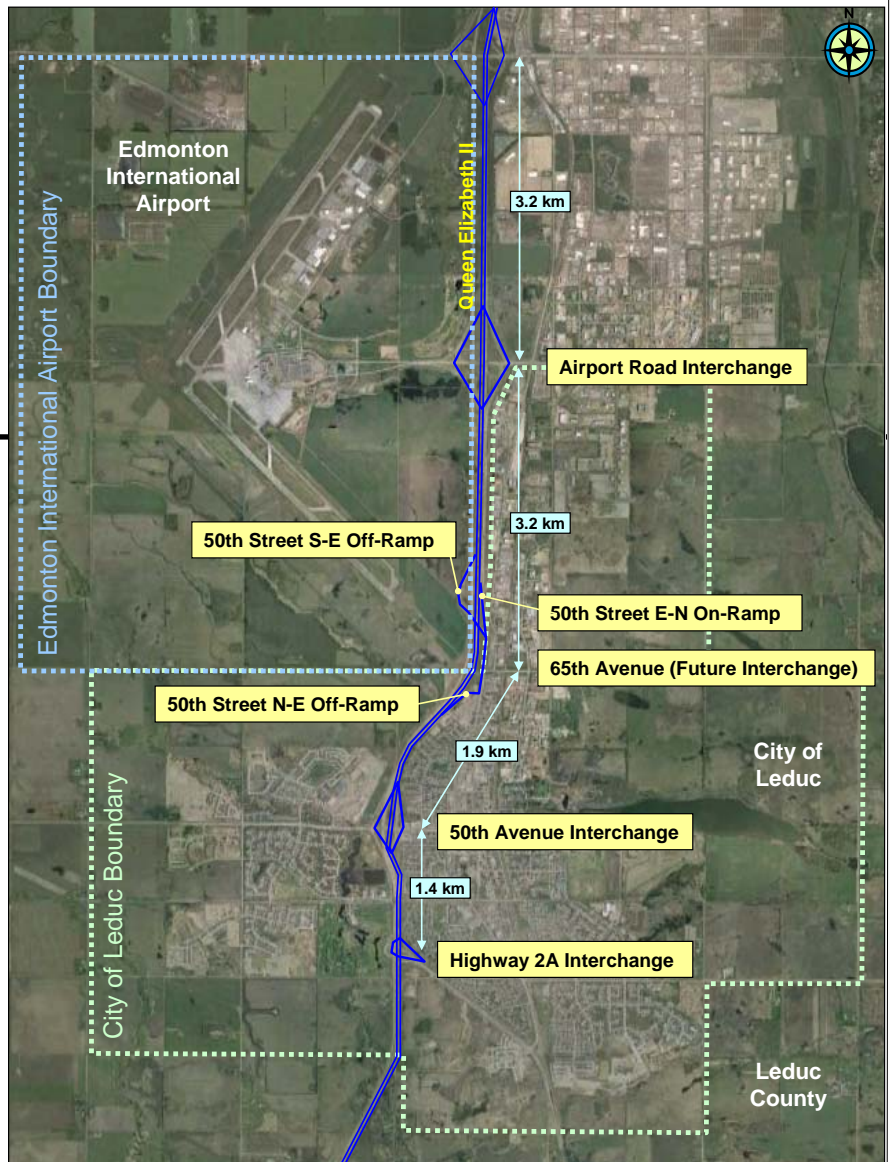 N
Edmonton
International
Airport
Edmonton International Airport Boundary
Queen Elizabeth II
3.2 km
Airport Road Interchange
3.2 km
50th Street S-E Off-Ramp
50th Street E-N On-Ramp
65th Avenue (Future Interchange)
50th Street N-E Off-Ramp
1.9 km
City of
Leduc
City of Leduc Boundary
50th Avenue Interchange
1.4 km
Highway 2A Interchange
Leduc
County